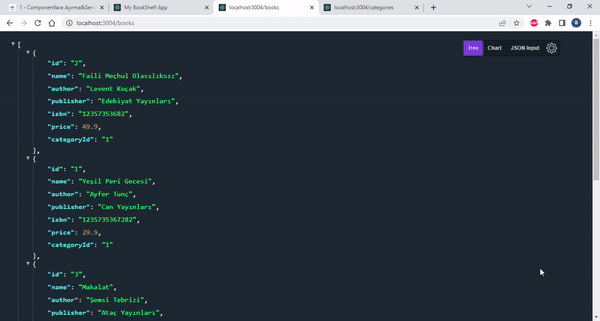 1 - Componentlara Ayırma&Serv
My BookShelf App
localhost:3004/books
localhost:3004/categories
localhost:3004/books
Tree Chart JSON Input
[
{
"id": "2",
"name": "Faili Meçhul Olasılıksız",
"author": "Levent Koçak",
"publisher": "Edebiyat Yayınları",
"isbn": "12357353682",
"price": 49.9,
"categoryId": "1"
},
{
"id": "1",
"name": "Yeşil Peri Gecesi",
"author": "Ayfer Tunç",
"publisher": "Can Yayınları",
"isbn": "1235735367282",
"price": 29.9,
"categoryId": "1"
},
{
"id": "3",
"name": "Makalat",
"author": "Şemsi Tebrizi",
"publisher": "Ataç Yayınları",